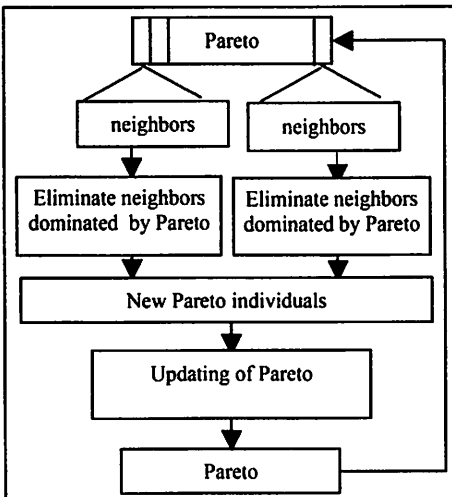 Pareto
neighbors
neighbors
Eliminate neighbors
dominated by Pareto
Eliminate neighbors
dominated by Pareto
New Pareto individuals
Updating of Pareto
Pareto